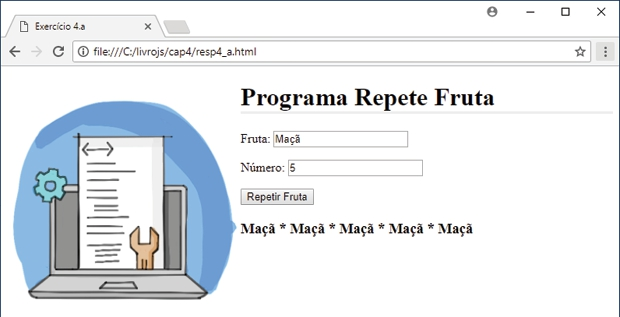 Exercício 4.a
file:///C:/livrojs/cap4/resp4_a.html
Programa Repete Fruta
Fruta: Maçã
Número: 5
Repetir Fruta
Maçã * Maçã * Maçã * Maçã * Maçã